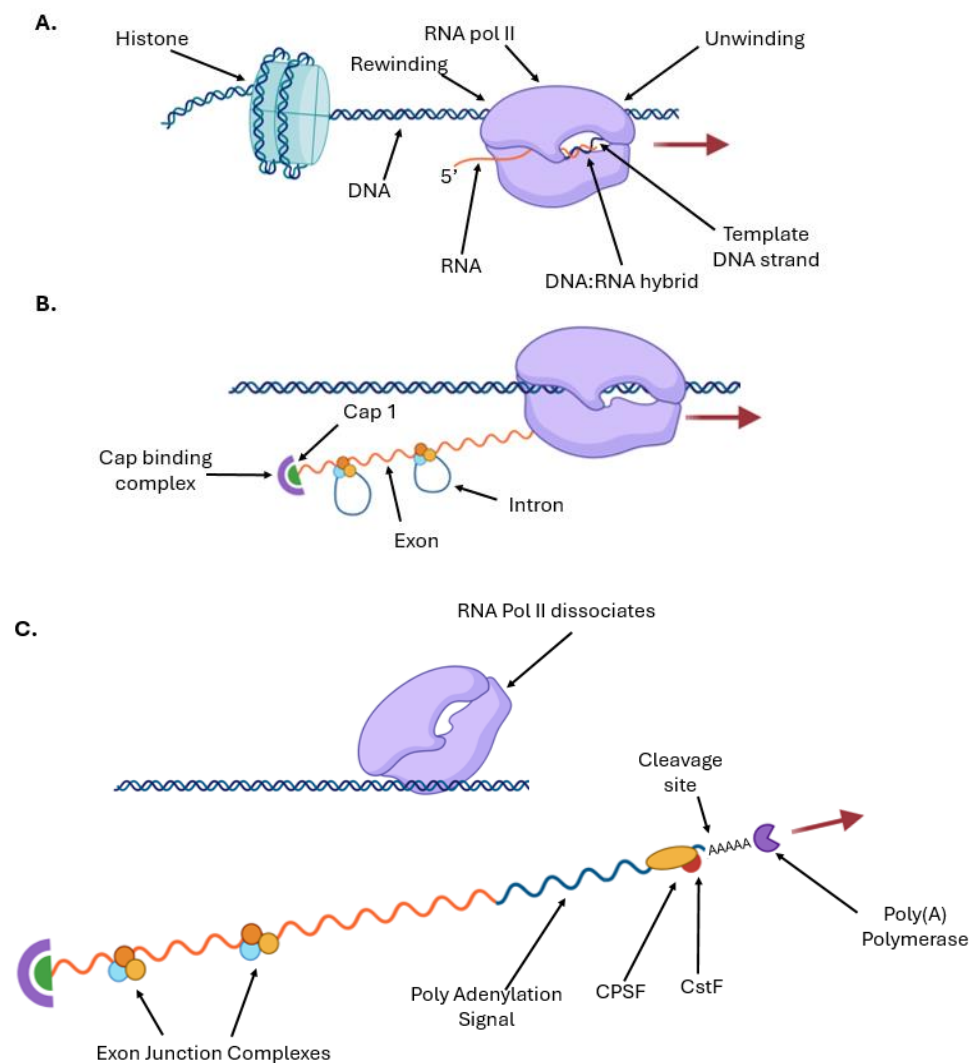 A.
Histone
RNA pol II
Rewinding
Unwinding
5’
DNA
RNA
DNA:RNA hybrid
Template
DNA strand
B.
Cap 1
Cap binding
complex
Exon
Intron
C.
RNA Pol II dissociates
Cleavage
site
AAAAA
Poly(A)
Polymerase
Poly Adenylation
Signal
CPSF
CstF
Exon Junction Complexes